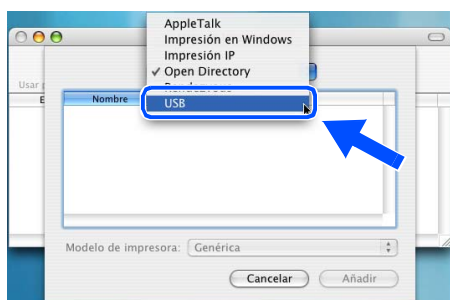 AppleTalk
Impresión en Windows
Impresión IP
✓ Open Directory
USB
Usar
Nombre
Modelo de impresora: Genérica
Cancelar Añadir